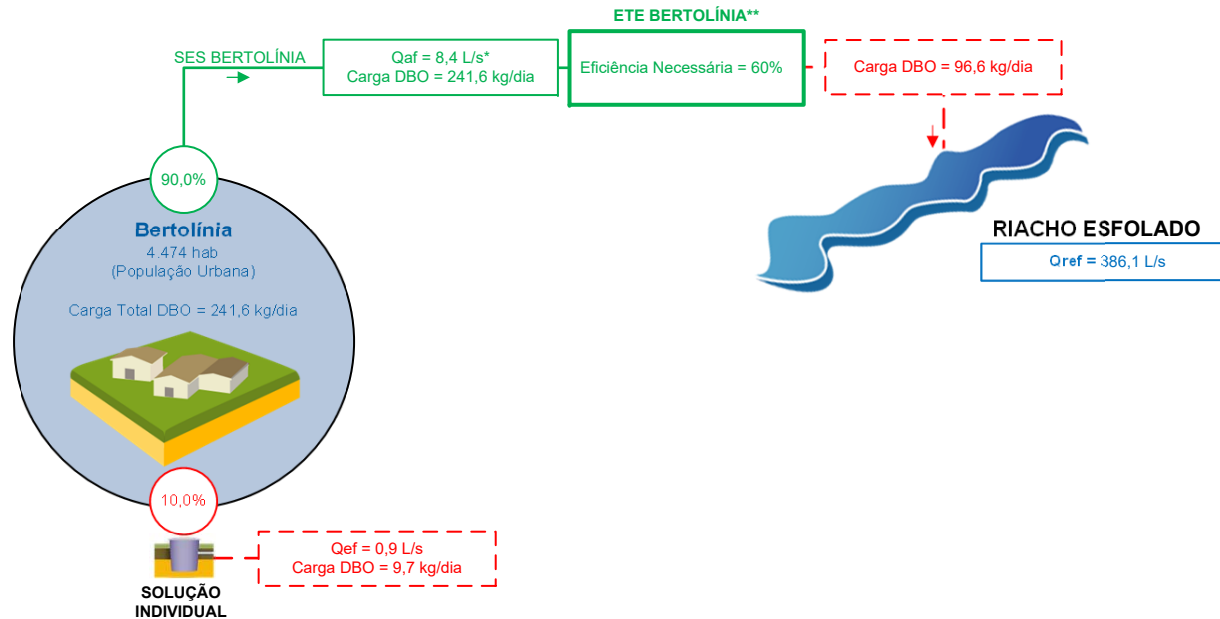 ETE BERTOLÍNIA**
SES BERTOLÍNIA
Qaf = 8,4 L/s*
Carga DBO = 241,6 kg/dia
Eficiência Necessária = 60%
Carga DBO = 96,6 kg/dia
90,0%
Bertolínia
4.474 hab
(População Urbana)
Carga Total DBO = 241,6 kg/dia
RIACHO ESFOLADO
Qref = 386,1 L/s
10,0%
Qef = 0,9 L/s
Carga DBO = 9,7 kg/dia
SOLUÇÃO
INDIVIDUAL